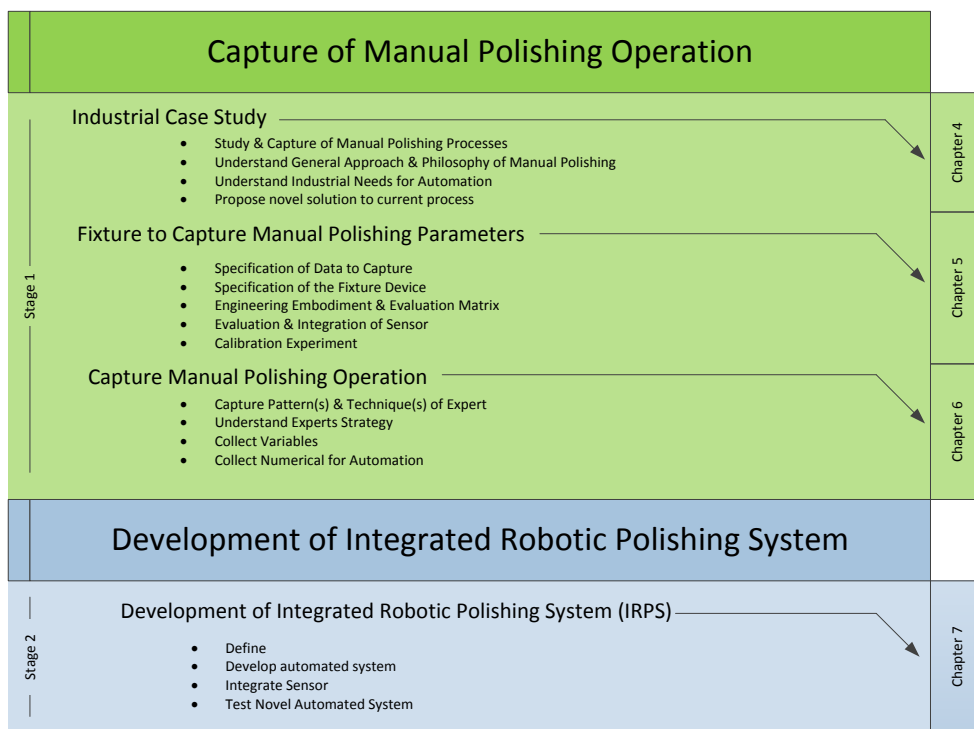 Capture of Manual Polishing Operation
Industrial Case Study
• Study & Capture of Manual Polishing Processes
• Understand General Approach & Philosophy of Manual Polishing
• Understand Industrial Needs for Automation
• Propose novel solution to current process
Chapter 4
Fixture to Capture Manual Polishing Parameters
• Specification of Data to Capture
• Specification of the Fixture Device
• Engineering Embodiment & Evaluation Matrix
• Evaluation & Integration of Sensor
• Calibration Experiment
Chapter 5
Stage 1
Capture Manual Polishing Operation
• Capture Pattern(s) & Technique(s) of Expert
• Understand Experts Strategy
• Collect Variables
• Collect Numerical for Automation
Chapter 6
Development of Integrated Robotic Polishing System
Development of Integrated Robotic Polishing System (IRPS)
• Define
• Develop automated system
• Integrate Sensor
• Test Novel Automated System
Stage 2
Chapter 7